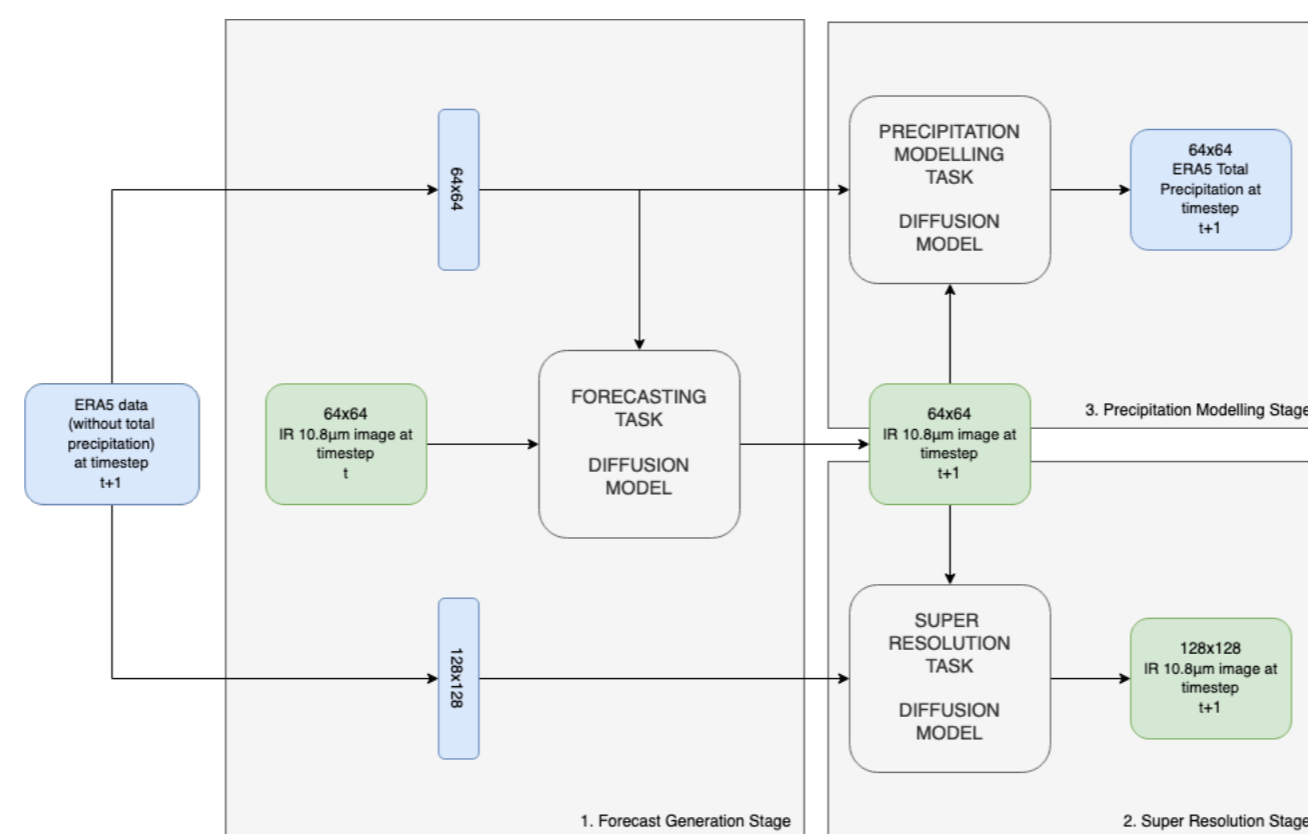 ERA5 data
(without total
precipitation)
at timestep
t+1
64x64
64x64
IR 10.8µm image at
timestep
t
FORECASTING
TASK
DIFFUSION
MODEL
128x128
1. Forecast Generation Stage
PRECIPITATION
MODELLING
TASK
DIFFUSION
MODEL
64x64
ERA5 Total
Precipitation at
timestep
t+1
3. Precipitation Modelling Stage
64x64
IR 10.8µm image at
timestep
t+1
SUPER
RESOLUTION
TASK
DIFFUSION
MODEL
128x128
IR 10.8µm image at
timestep
t+1
2. Super Resolution Stage